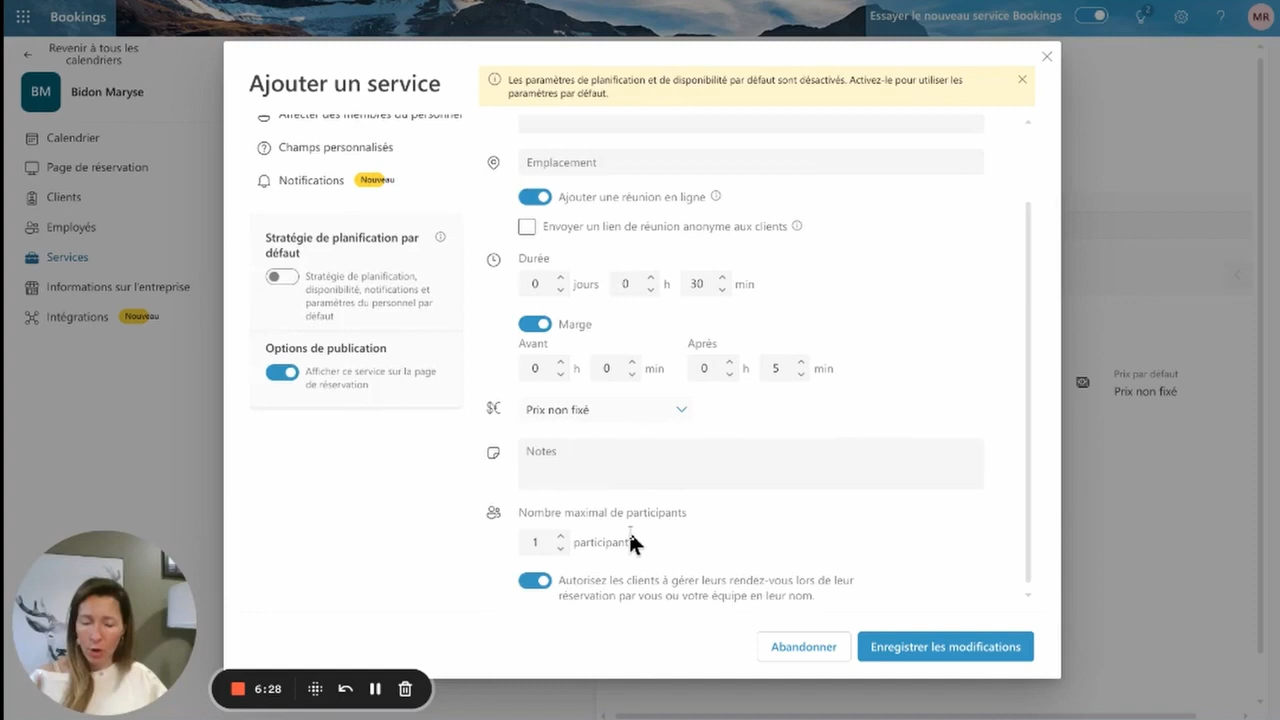 Bookings
Essayer le nouveau service Bookings
2
?
MR
Revenir à tous les
calendriers
BM
Bidon Maryse
Calendrier
Page de réservation
Clients
Employés
Services
Informations sur l'entreprise
Intégrations
Nouveau
Ajouter un service
Les paramètres de planification et de disponibilité par défaut sont désactivés. Activez-le pour utiliser les
paramètres par défaut.
Affecter des membres du personnel
Champs personnalisés
Notifications
Nouveau
Stratégie de planification par
défaut
Stratégie de planification,
disponibilité, notifications et
paramètres du personnel par
défaut
Options de publication
Afficher ce service sur la page
de réservation
Emplacement
Ajouter une réunion en ligne
Envoyer un lien de réunion anonyme aux clients
Durée
0 jours 0 h 30 min
Marge
Avant
Après
0 h 0 min
0 h 5 min
$€
Prix non fixé
Notes
Nombre maximal de participants
1 participant
Autorisez les clients à gérer leurs rendez-vous lors de leur
réservation par vous ou votre équipe en leur nom.
Abandonner
Enregistrer les modifications
Prix par défaut
Prix non fixé
6:28